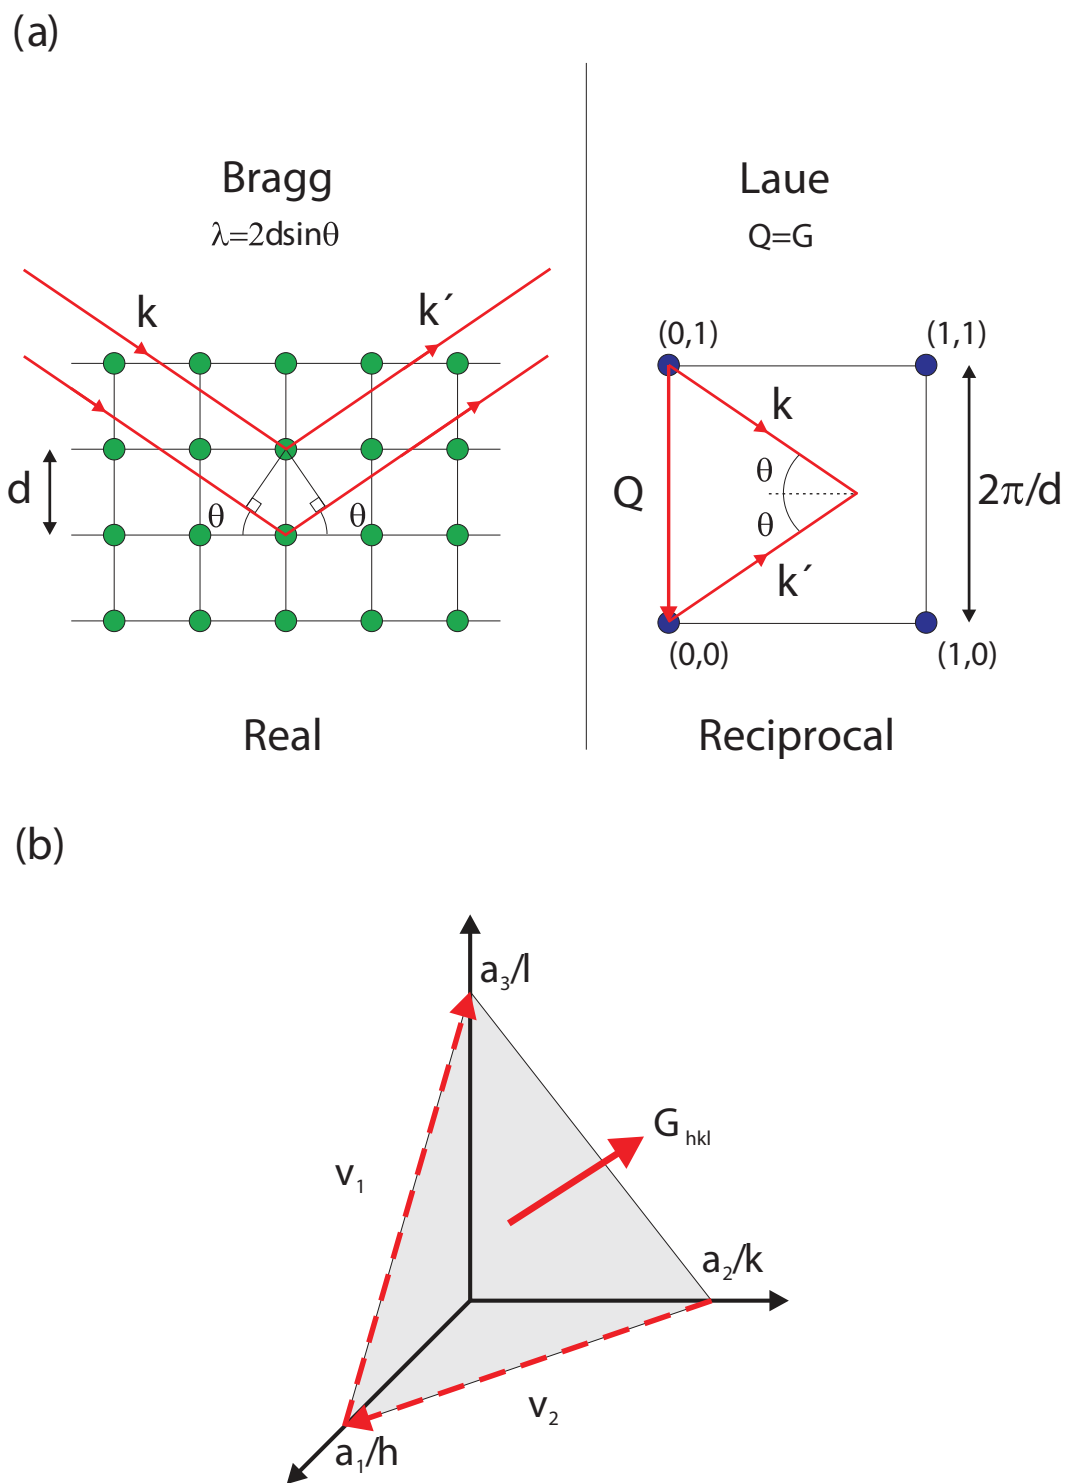 (a)
Bragg
λ=2dsinθ
k
k´
d
θ
θ
Real
Laue
Q=G
(0,1)
(1,1)
k
θ
Q
2π/d
θ
k´
(0,0)
(1,0)
Reciprocal
(b)
a₃/l
G hkl
v₁
a₂/k
v₂
a₁/h